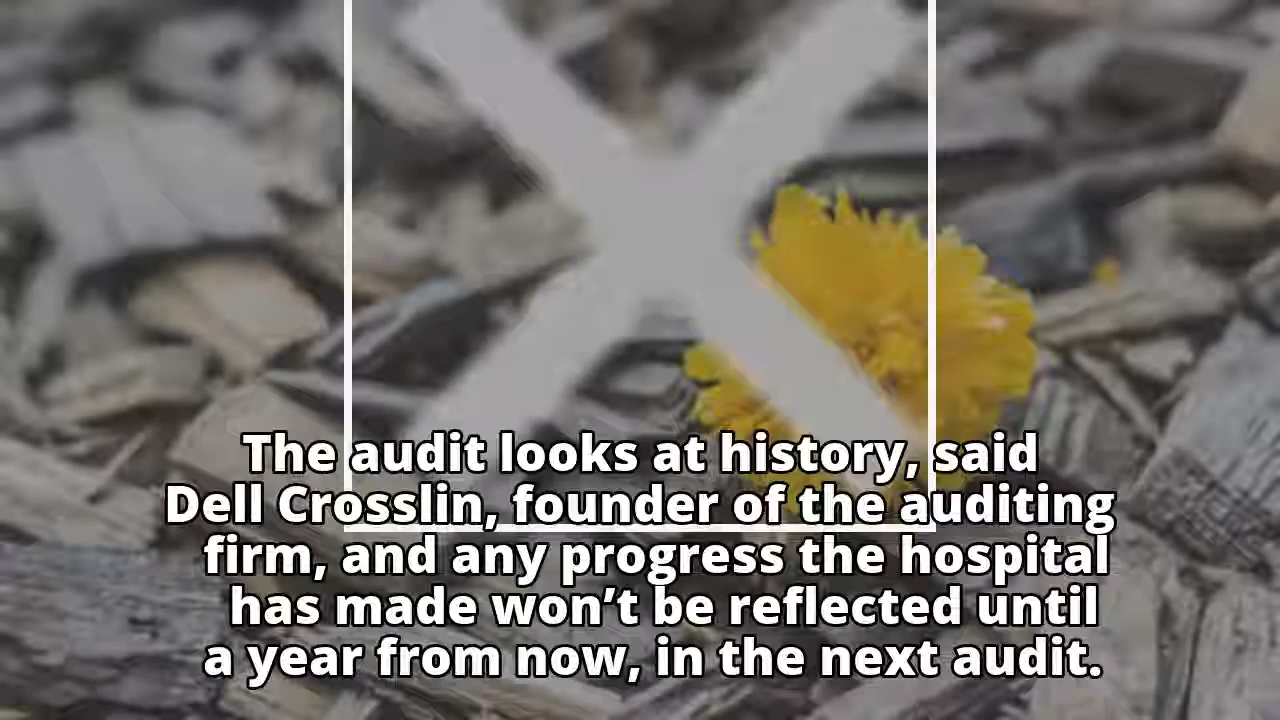 The audit looks at history, said
Dell Crosslin, founder of the auditing
firm, and any progress the hospital
has made won’t be reflected until
a year from now, in the next audit.